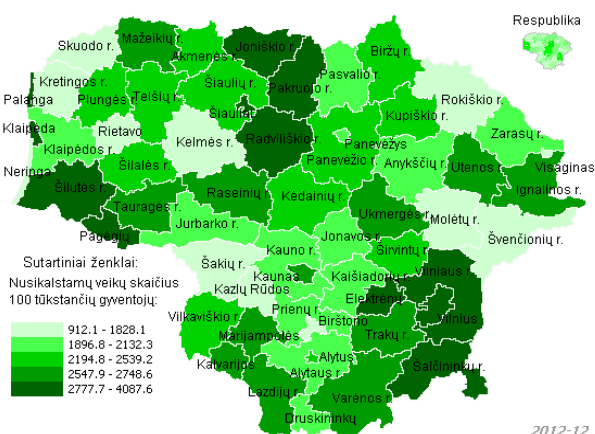 Respublika
Skuodo r.
Mažeikių r.
Akmenės r.
Joniškio r.
Biržų r.
Kretingos r.
Plungės r.
Telšių r.
Šiaulių r.
Pakruojo r.
Pasvalio r.
Rokiškio r.
Palanga
Šiauliai
Kupiškio r.
Klaipėda
Rietavo
Kelmės r.
Radviliškio r.
Panevėžys
Zarasų r.
Klaipėdos r.
Šilalės r.
Panevėžio r.
Anykščių r.
Utenos r.
Visaginas
Neringa
Šilutės r.
Raseinių r.
Kėdainių r.
Ignalinos r.
Tauragės r.
Jurbarko r.
Ukmergės r.
Molėtų r.
Pagėgių
Kauno r.
Jonavos r.
Širvintų r.
Švenčionių r.
Sutartiniai ženklai:
Šakių r.
Kaunas
Kaišiadorių r.
Vilniaus r.
Nusikalstamų veikų skaičius
100 tūkstančių gyventojų:
Kazlų Rūdos
Elektrėnų
Prienų r.
Birštono
Vilnius
Vilkaviškio r.
Marijampolės
Trakų r.
912.1 - 1828.1
1896.8 - 2132.3
2194.8 - 2539.2
2547.9 - 2748.6
2777.7 - 4087.6
Kalvarijos
Alytus
Alytaus r.
Šalčininkų r.
Lazdijų r.
Varėnos r.
Druskininkų
2012-12